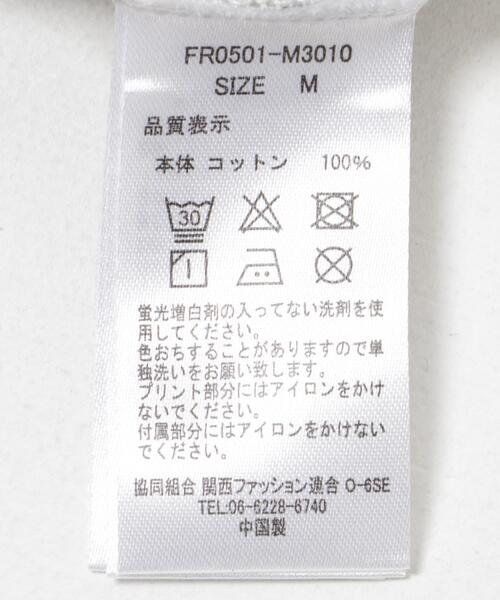 FR0501-M3010
SIZE M
品質表示
本体 コットン 100%
30
蛍光増白剤の入ってない洗剤を使
用してください。
色おちすることがありますので単
独洗いをお願い致します。
プリント部分にはアイロンをかけ
ないでください。
付属部分にはアイロンをかけない
でください。
協同組合 関西ファッション連合 O-6SE
TEL:06-6228-6740
中国製